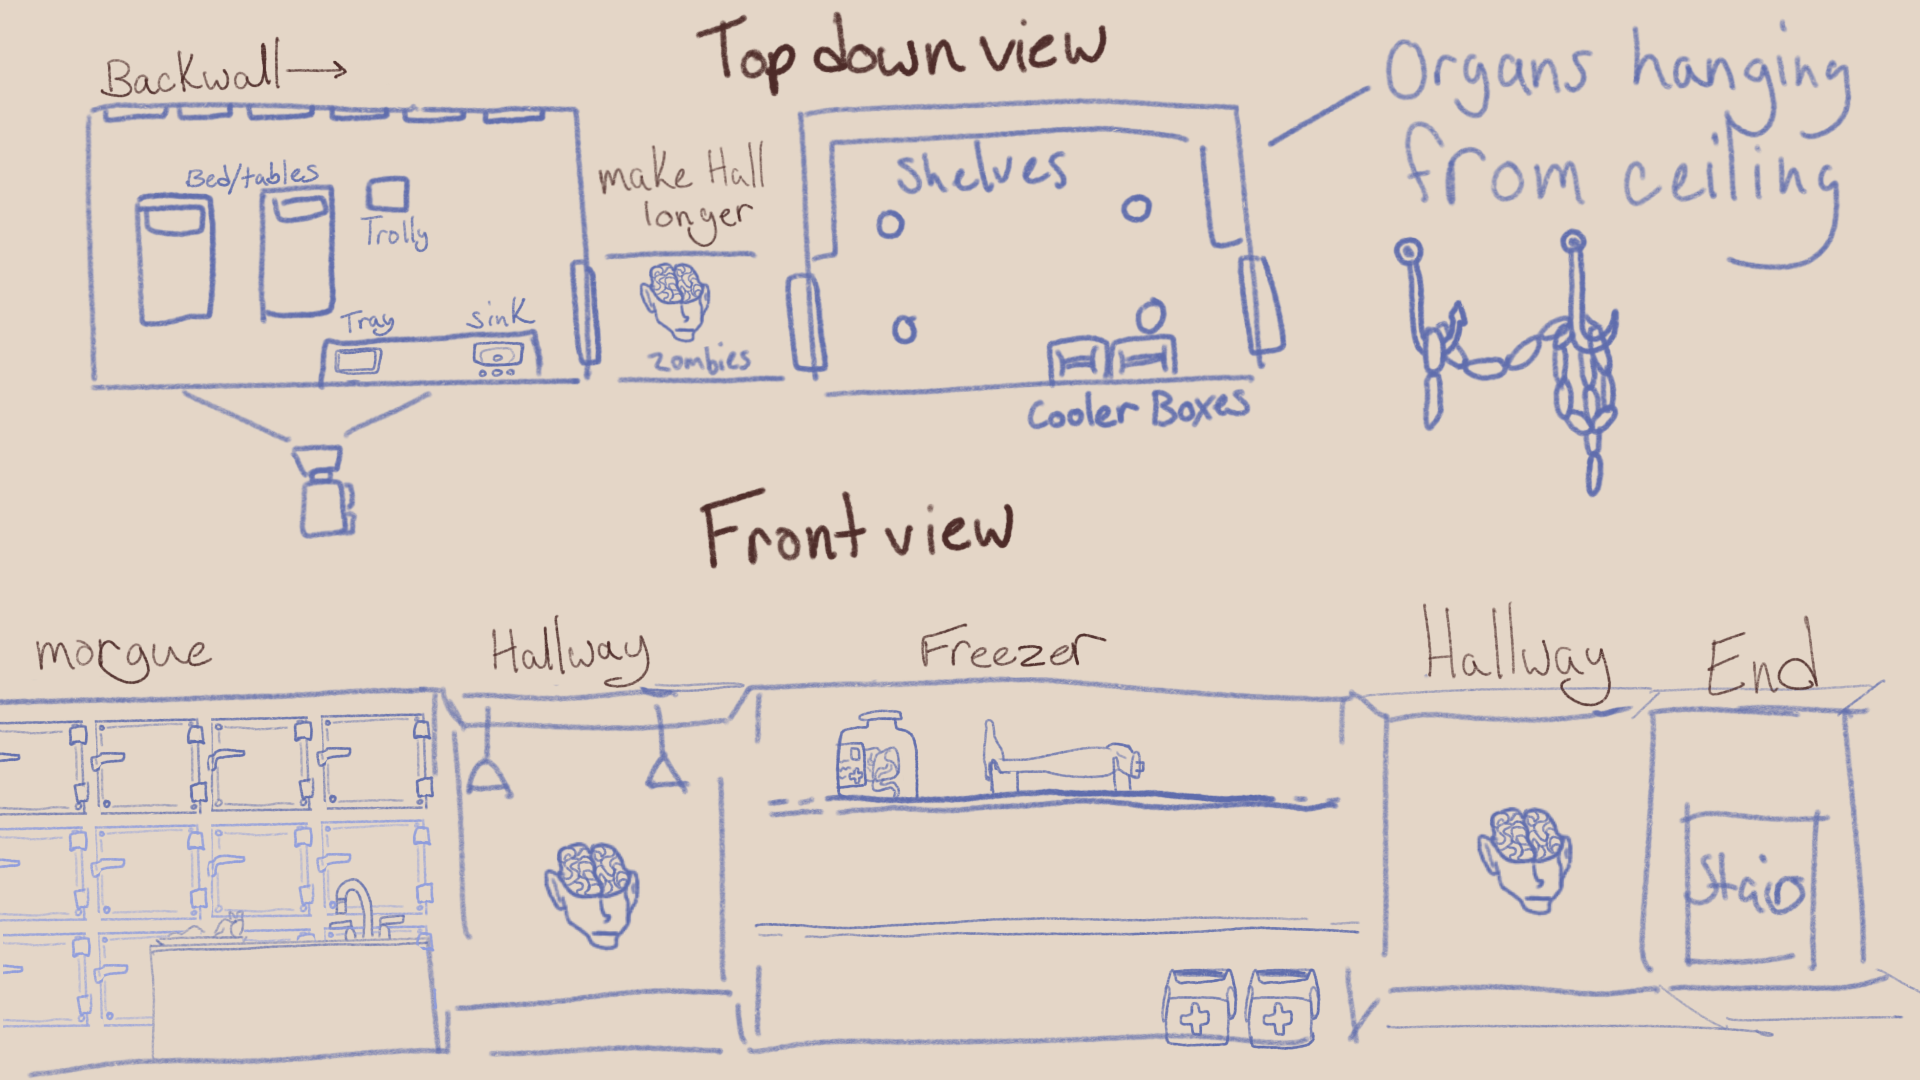 Top down view
Backwall →
Organs hanging
from ceiling
Bed/tables
Trolly
make Hall
longer
Shelves
Tray
sink
zombies
Cooler Boxes
Front view
morgue
Hallway
Freezer
Hallway
End
Stairs